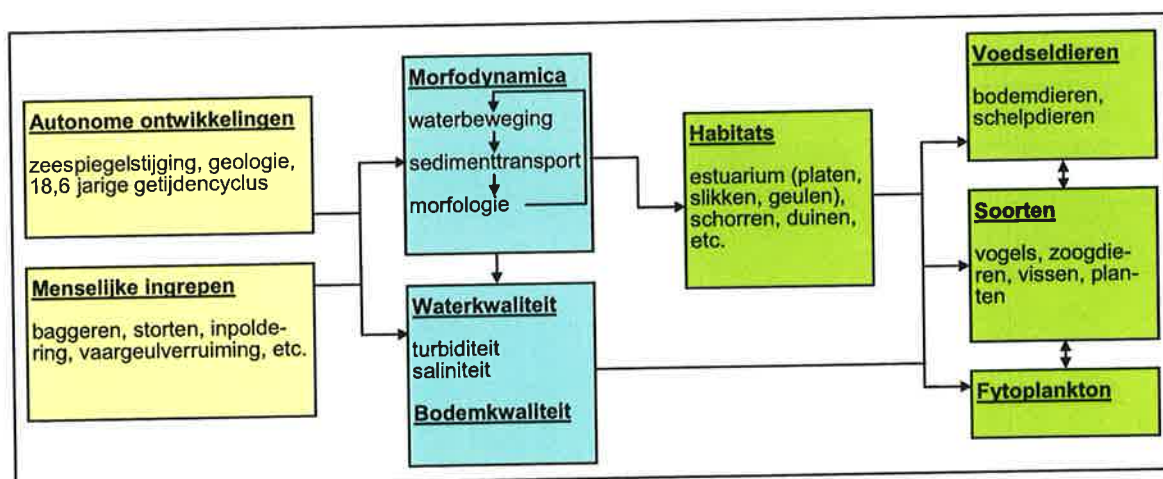 Autonome ontwikkelingen
zeespiegelstijging, geologie,
18,6 jarige getijdencyclus
Menselijke ingrepen
baggeren, storten, inpolde-
ring, vaargeulverruiming, etc.
Morfodynamica
waterbeweging
sedimenttransport
morfologie
Waterkwaliteit
turbiditeit
saliniteit
Bodemkwaliteit
Habitats
estuarium (platen,
slikken, geulen),
schorren, duinen,
etc.
Voedseldieren
bodemdieren,
schelpdieren
Soorten
vogels, zoogdie-
ren, vissen, plan-
ten
Fytoplankton